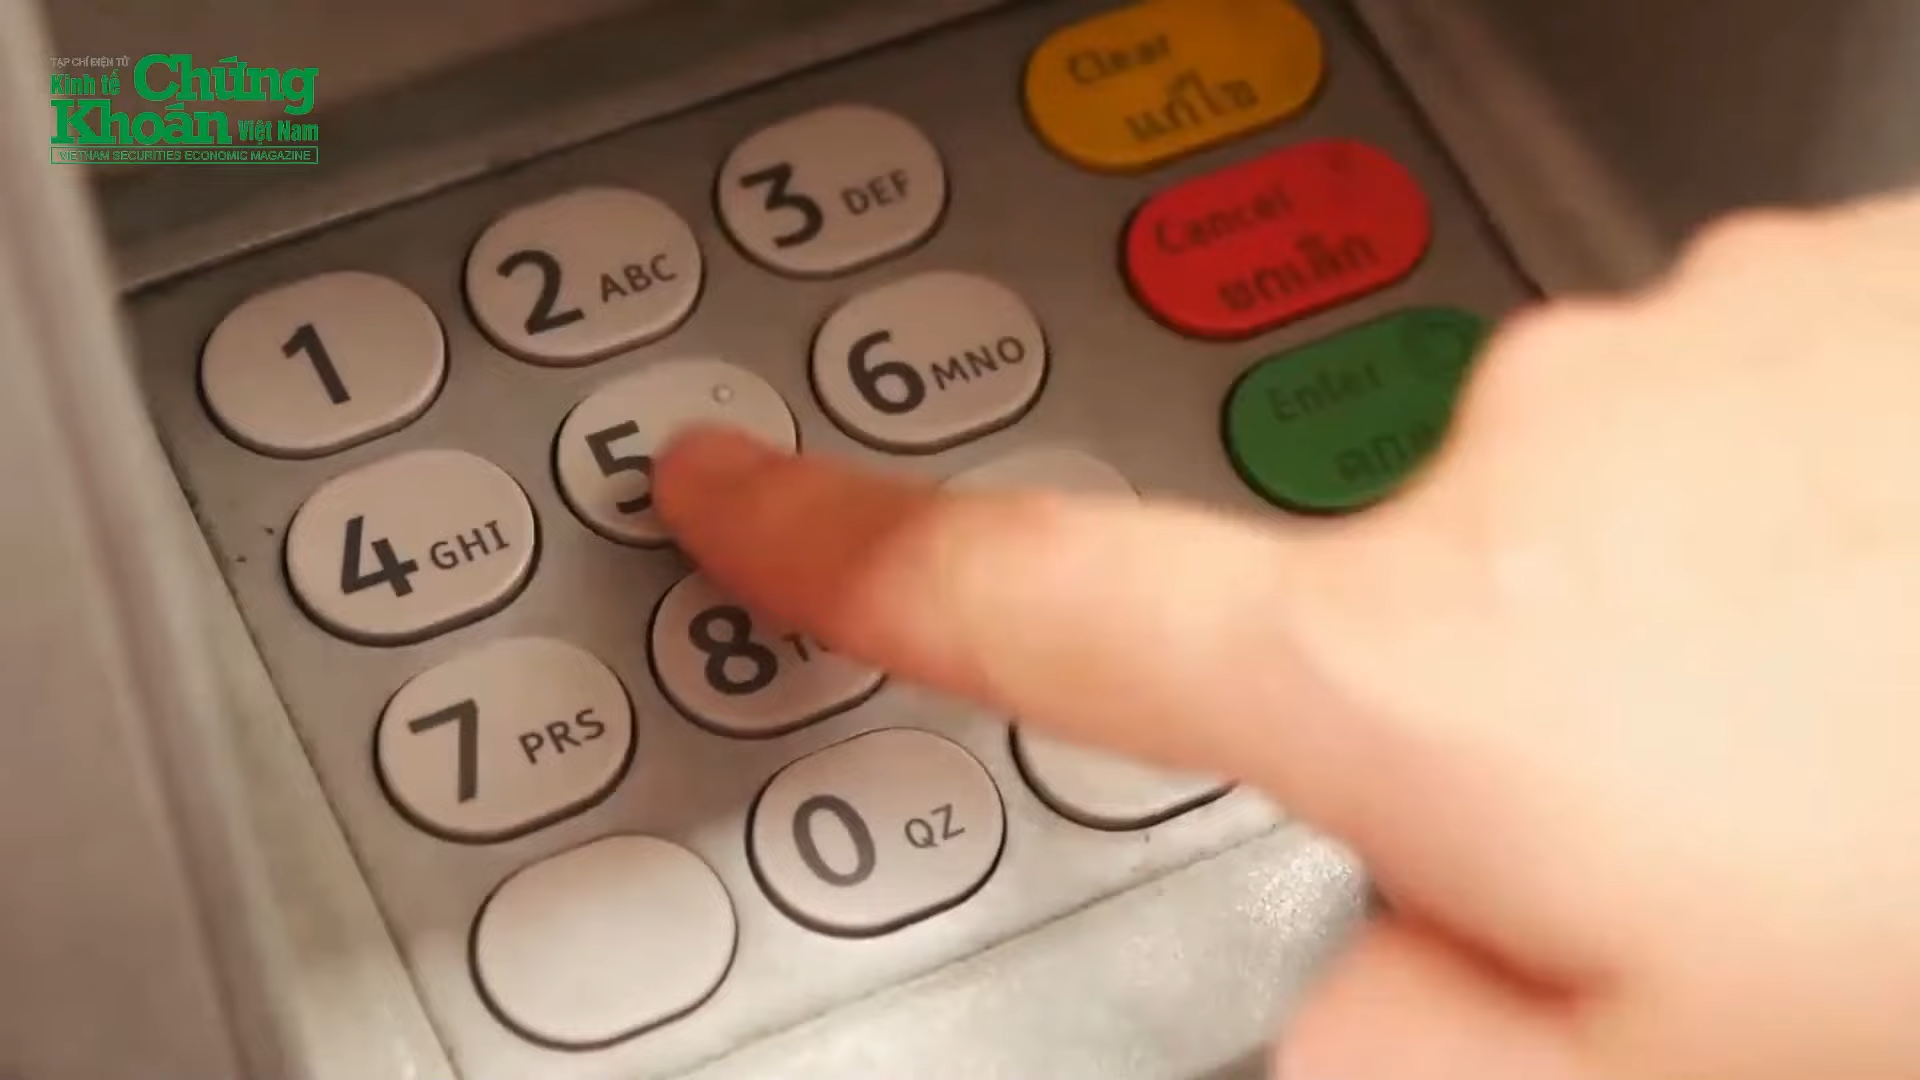 TẠP CHÍ ĐIỆN TỬ
Kinh tế Chứng
Khoán Việt Nam
VIETNAM SECURITIES ECONOMIC MAGAZINE
1
2 ABC
3 DEF
Clear
แก้ไข
4 GHI
5
6 MNO
Cancel
ยกเลิก
7 PRS
8
Enter
0 QZ